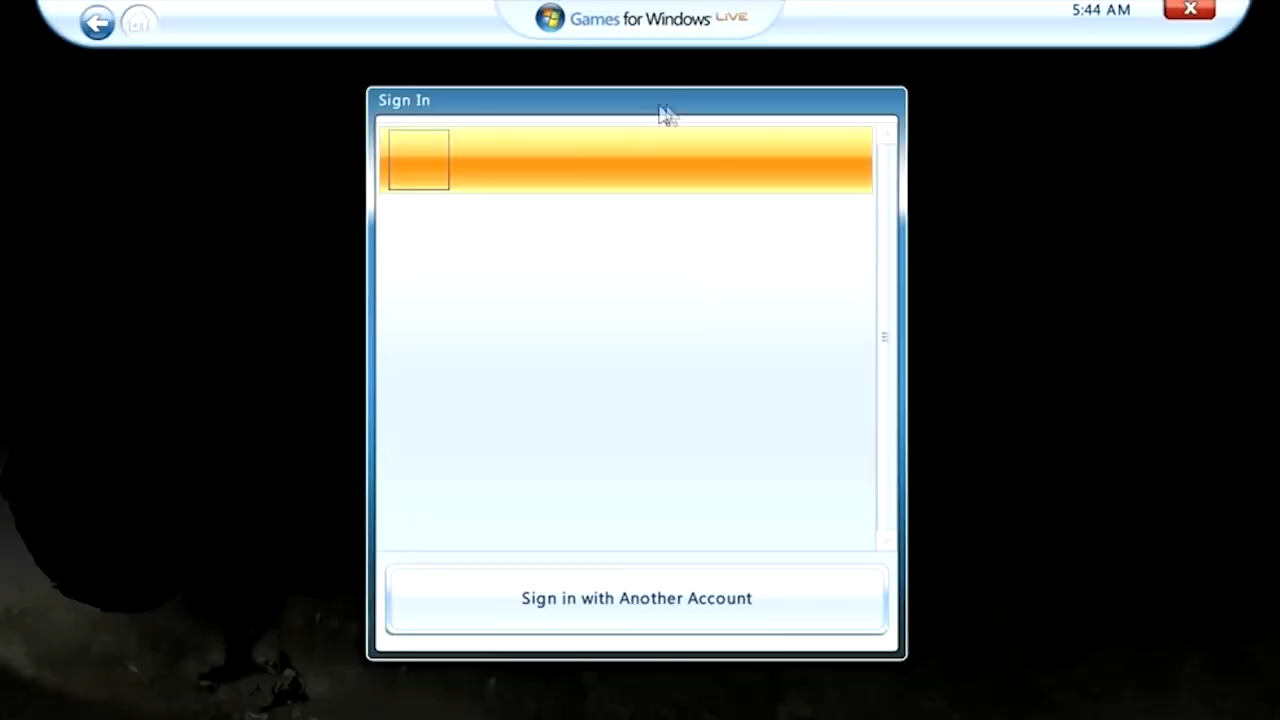 Games for Windows LIVE
5:44 AM
X
Sign In
Sign in with Another Account